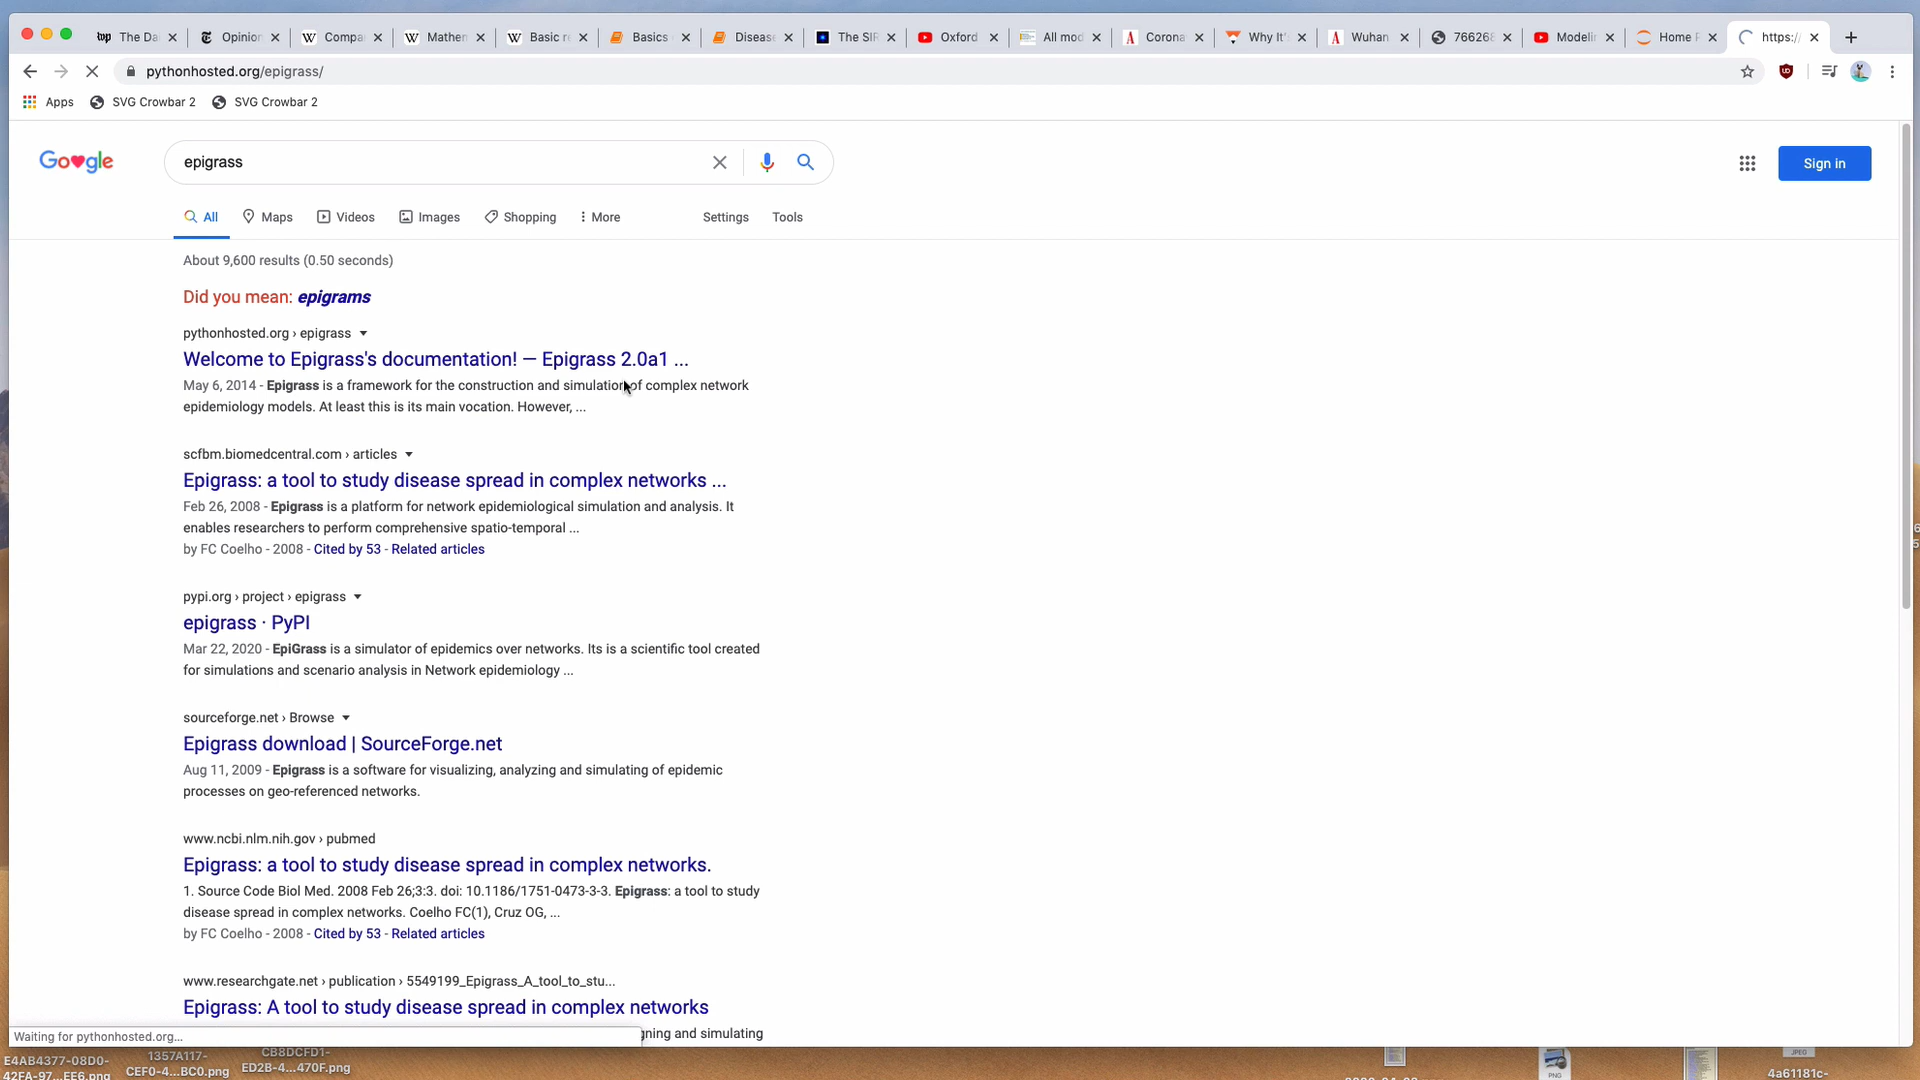 The Da
Opinion
Compa
Mathem
Basic re
Basics o
Disease
The SIR
Oxford
All mod
Corona
Why It'
Wuhan
766268
Modelin
Home P
https:/
pythonhosted.org/epigrass/
Apps
SVG Crowbar 2
SVG Crowbar 2
Google
epigrass
Sign in
All
Maps
Videos
Images
Shopping
More
Settings
Tools
About 9,600 results (0.50 seconds)
Did you mean: epigrams
pythonhosted.org › epigrass
Welcome to Epigrass's documentation! — Epigrass 2.0a1 ...
May 6, 2014 - Epigrass is a framework for the construction and simulation of complex network
epidemiology models. At least this is its main vocation. However, ...
scfbm.biomedcentral.com › articles
Epigrass: a tool to study disease spread in complex networks ...
Feb 26, 2008 - Epigrass is a platform for network epidemiological simulation and analysis. It
enables researchers to perform comprehensive spatio-temporal ...
by FC Coelho - 2008 - Cited by 53 - Related articles
pypi.org › project › epigrass
epigrass · PyPI
Mar 22, 2020 - EpiGrass is a simulator of epidemics over networks. Its is a scientific tool created
for simulations and scenario analysis in Network epidemiology ...
sourceforge.net › Browse
Epigrass download | SourceForge.net
Aug 11, 2009 - Epigrass is a software for visualizing, analyzing and simulating of epidemic
processes on geo-referenced networks.
www.ncbi.nlm.nih.gov › pubmed
Epigrass: a tool to study disease spread in complex networks.
1. Source Code Biol Med. 2008 Feb 26;3:3. doi: 10.1186/1751-0473-3-3. Epigrass: a tool to study
disease spread in complex networks. Coelho FC(1), Cruz OG, ...
by FC Coelho - 2008 - Cited by 53 - Related articles
www.researchgate.net › publication › 5549199_Epigrass_A_tool_to_stu...
Epigrass: A tool to study disease spread in complex networks
gning and simulating
Waiting for pythonhosted.org...
E4AB4377-08D0-
42FA-97...EE6.png
1357A117-
CEF0-4...BC0.png
CB8DCFD1-
ED2B-4...470F.png
PNG
JPEG
4a61181c-